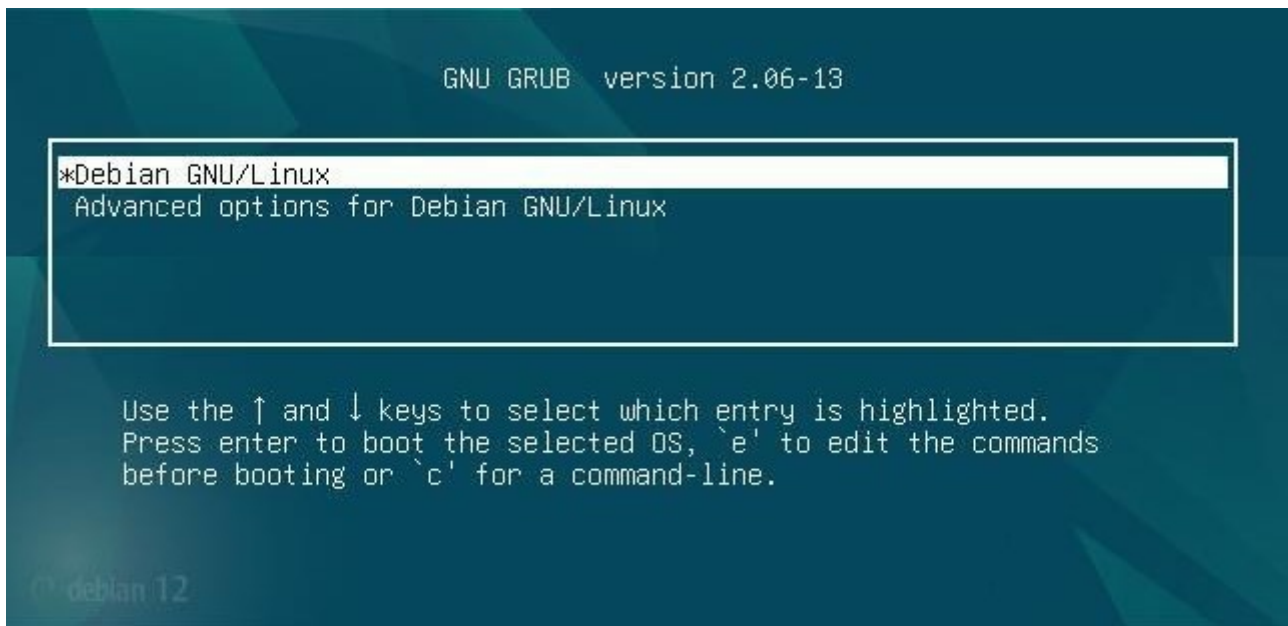 GNU GRUB  version 2.06-13
*Debian GNU/Linux
Advanced options for Debian GNU/Linux
Use the ↑ and ↓ keys to select which entry is highlighted.
Press enter to boot the selected OS, `e' to edit the commands
before booting or `c' for a command-line.
debian 12